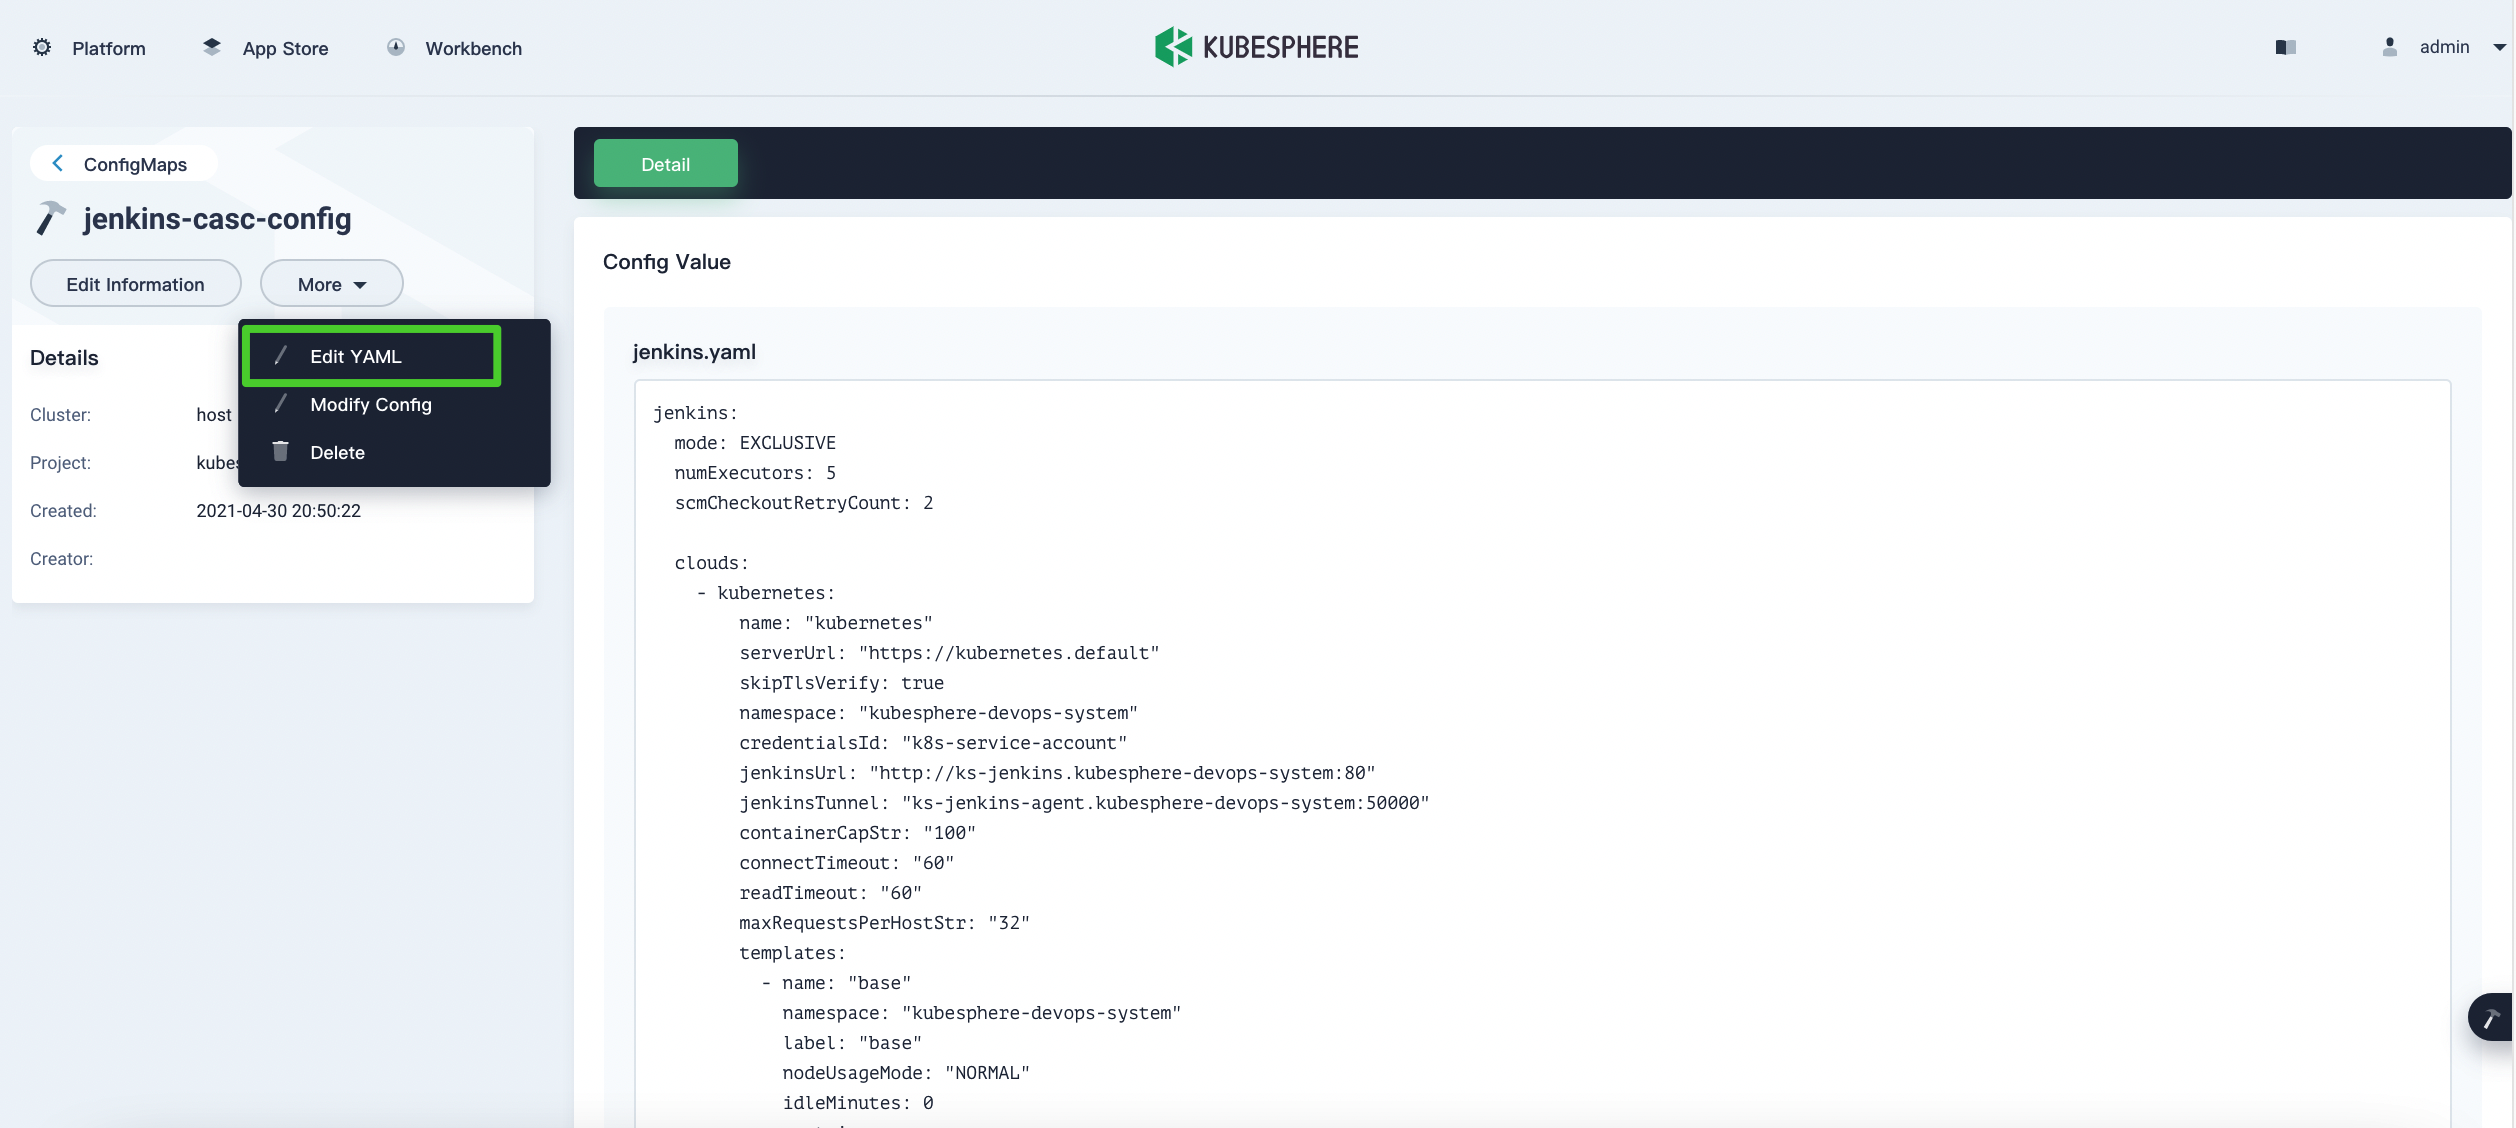 Platform
App Store
Workbench
KUBESPHERE
admin
ConfigMaps
jenkins-casc-config
Edit Information
More
Edit YAML
Modify Config
Delete
Details
Cluster: host
Project:
Created: 2021-04-30 20:50:22
Creator:
Detail
Config Value
jenkins.yaml
jenkins:
mode: EXCLUSIVE
numExecutors: 5
scmCheckoutRetryCount: 2
clouds:
- kubernetes:
name: "kubernetes"
serverUrl: "https://kubernetes.default"
skipTlsVerify: true
namespace: "kubesphere-devops-system"
credentialsId: "k8s-service-account"
jenkinsUrl: "http://ks-jenkins.kubesphere-devops-system:80"
jenkinsTunnel: "ks-jenkins-agent.kubesphere-devops-system:50000"
containerCapStr: "100"
connectTimeout: "60"
readTimeout: "60"
maxRequestsPerHostStr: "32"
templates:
- name: "base"
namespace: "kubesphere-devops-system"
label: "base"
nodeUsageMode: "NORMAL"
idleMinutes: 0